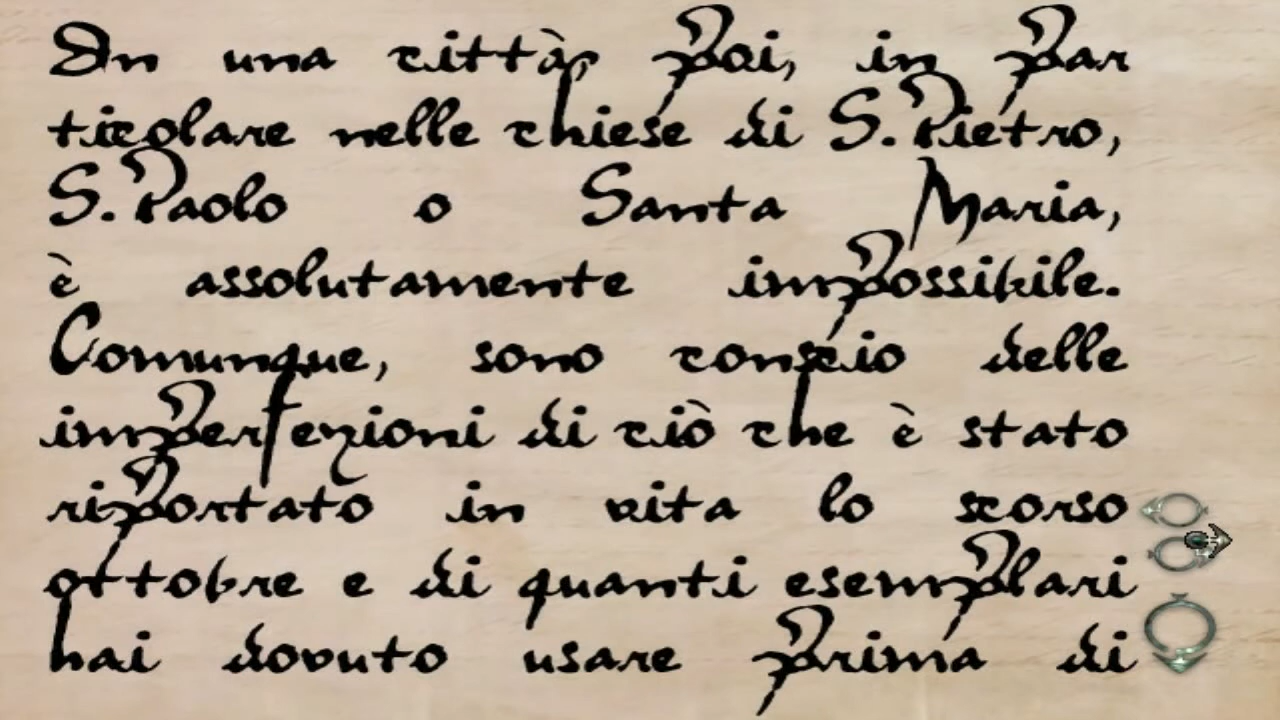 In una città poi, in par
ticolare nelle chiese di S. Pietro,
S. Paolo o Santa Maria,
è assolutamente impossibile.
Comunque, sono conscio delle
imperfezioni di ciò che è stato
riportato in vita lo scorso
ottobre e di quanti esemplari
hai dovuto usare prima di